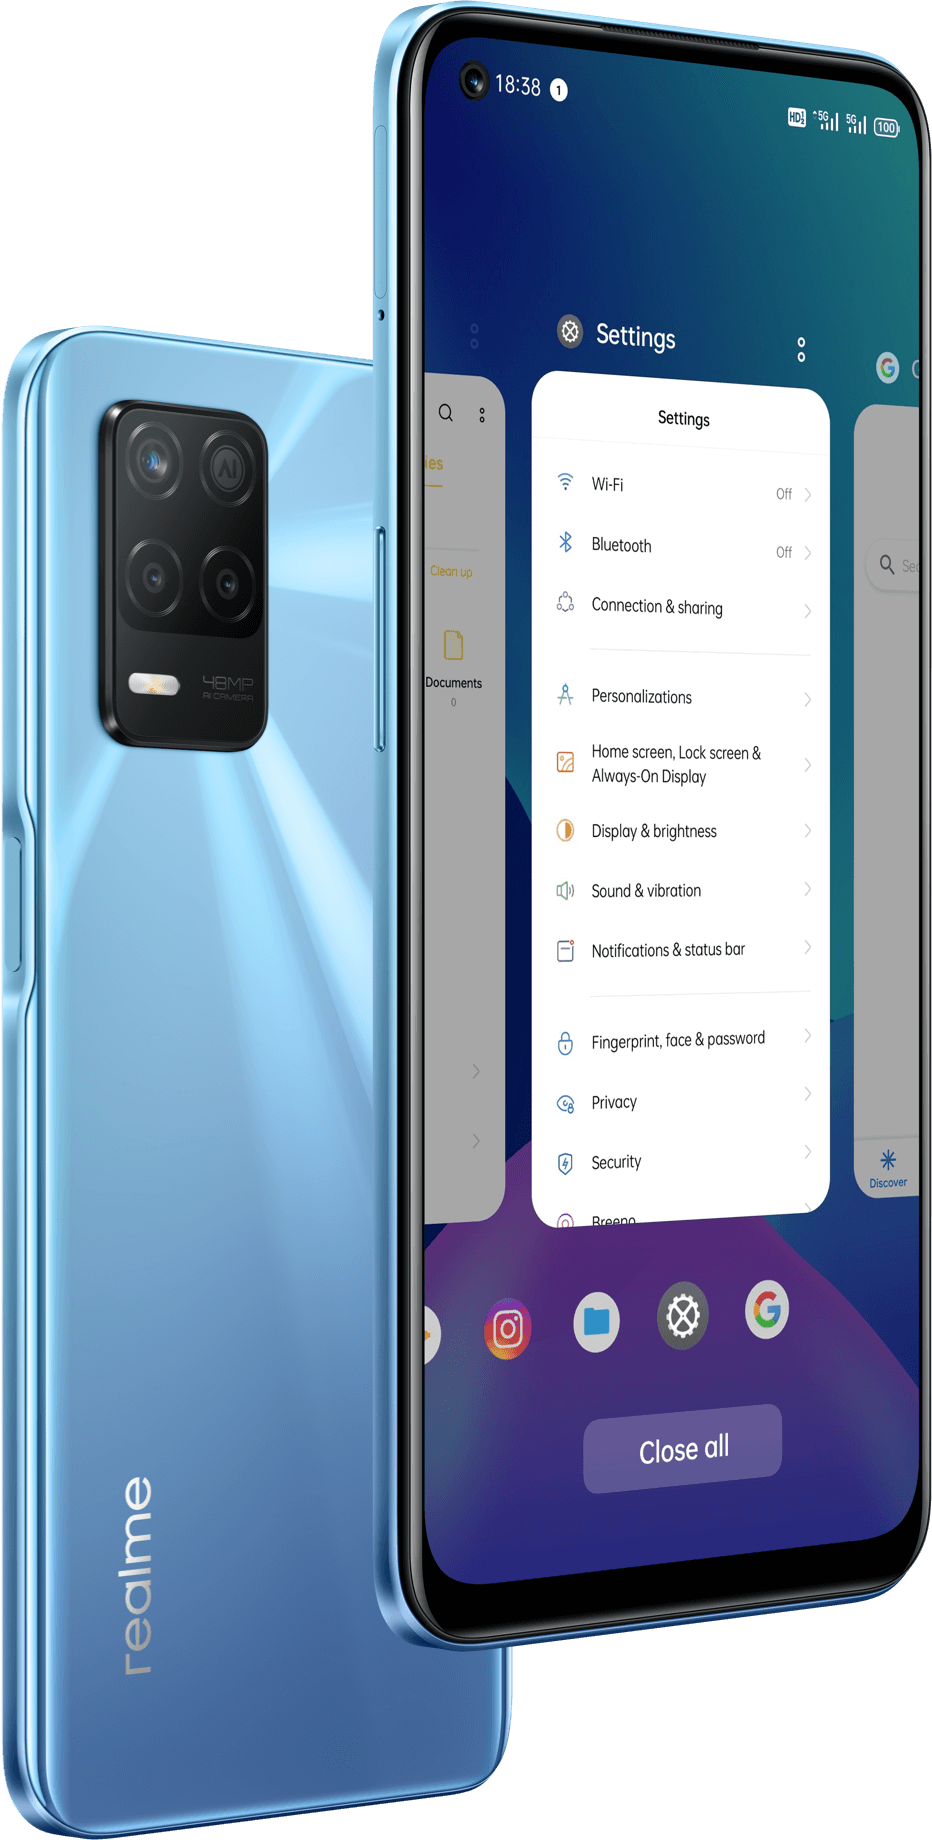 18:38 1
HD 5G 5G 100
Settings
Settings
Wi-Fi Off
Bluetooth Off
Connection & sharing
Personalizations
Home screen, Lock screen &
Always-On Display
Display & brightness
Sound & vibration
Notifications & status bar
Fingerprint, face & password
Privacy
Security
Breeno
ies
Clean up
Documents
0
Sec
Discover
Close all
AI
48MP
AI CAMERA
realme